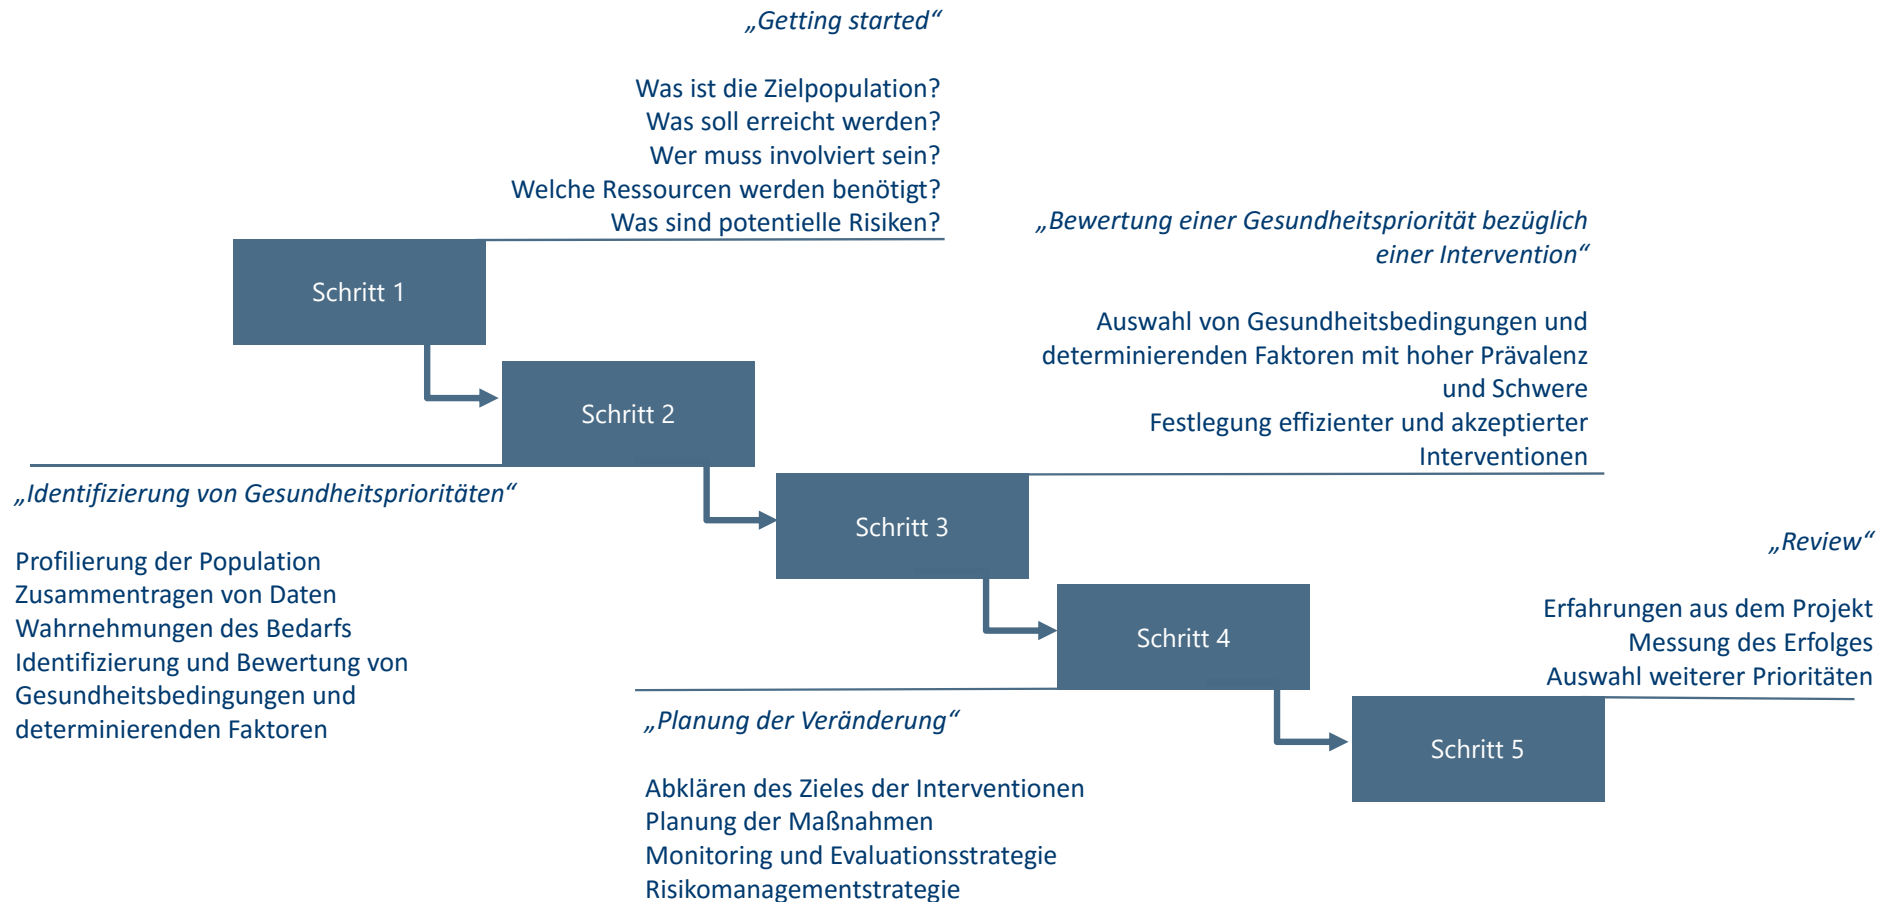 „Getting started“
Was ist die Zielpopulation?
Was soll erreicht werden?
Wer muss involviert sein?
Welche Ressourcen werden benötigt?
Was sind potentielle Risiken?
Schritt 1
Schritt 2
„Identifizierung von Gesundheitsprioritäten“
Profilierung der Population
Zusammentragen von Daten
Wahrnehmungen des Bedarfs
Identifizierung und Bewertung von
Gesundheitsbedingungen und
determinierenden Faktoren
„Bewertung einer Gesundheitspriorität bezüglich
einer Intervention“
Auswahl von Gesundheitsbedingungen und
determinierenden Faktoren mit hoher Prävalenz
und Schwere
Festlegung effizienter und akzeptierter
Interventionen
Schritt 3
Schritt 4
„Planung der Veränderung“
Abklären des Zieles der Interventionen
Planung der Maßnahmen
Monitoring und Evaluationsstrategie
Risikomanagementstrategie
„Review“
Erfahrungen aus dem Projekt
Messung des Erfolges
Auswahl weiterer Prioritäten
Schritt 5